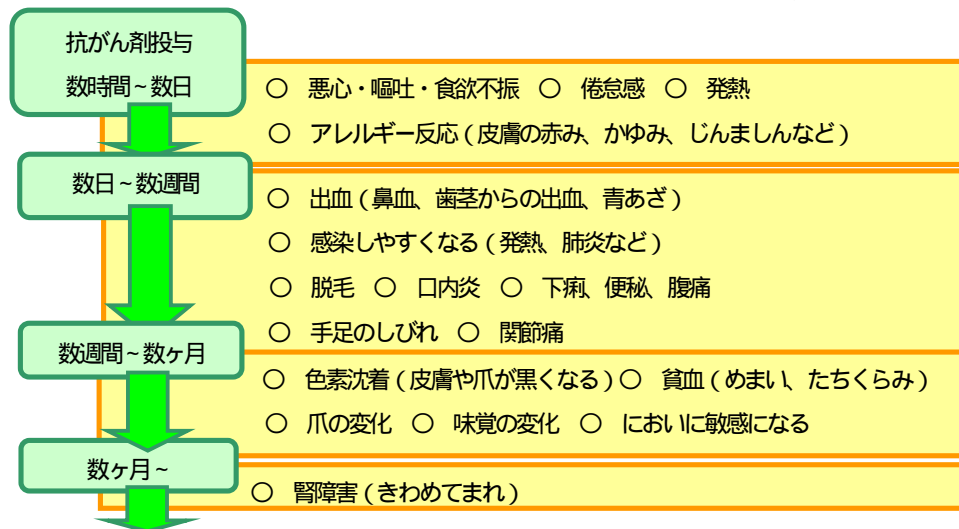 抗がん剤投与
数時間~数日
○ 悪心・嘔吐・食欲不振 ○ 倦怠感 ○ 発熱
○ アレルギー反応(皮膚の赤み、かゆみ、じんましんなど)
数日~数週間
○ 出血(鼻血、歯茎からの出血、青あざ)
○ 感染しやすくなる(発熱、肺炎など)
○ 脱毛 ○ 口内炎 ○ 下痢、便秘、腹痛
○ 手足のしびれ ○ 関節痛
数週間~数ヶ月
○ 色素沈着(皮膚や爪が黒くなる)○ 貧血(めまい、たちくらみ)
○ 爪の変化 ○ 味覚の変化 ○ においに敏感になる
数ヶ月~
○ 腎障害(きわめてまれ)